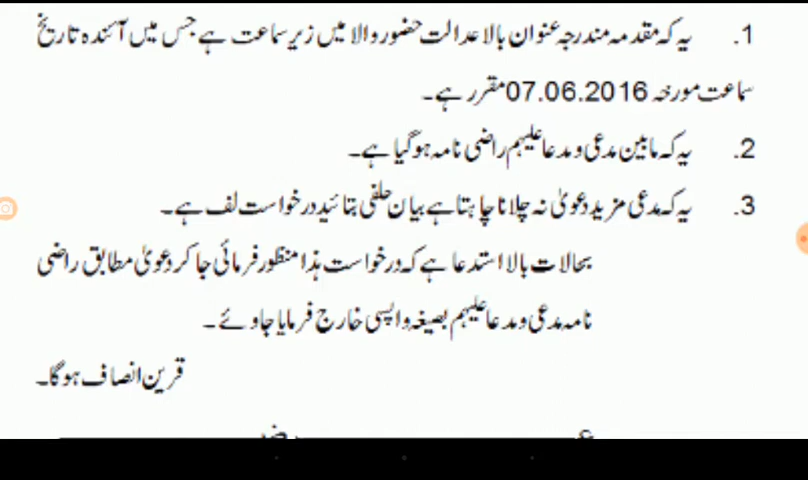 1. یہ کہ مقدمہ مندرجہ عنوان بالا عدالت حضور والا میں زیر سماعت ہے جس میں آئندہ تاریخ
سماعت مورخہ 07.06.2016 مقرر ہے۔
2. یہ کہ مابین مدعی و مدعا علیہم راضی نامہ ہو گیا ہے۔
3. یہ کہ مدعی مزید دعویٰ نہ چلانا چاہتا ہے بیان حلفی بتائید درخواست لف ہے۔
بحالات بالا استدعا ہے کہ درخواست ہذا منظور فرمائی جا کر دعویٰ مطابق راضی
نامہ مدعی و مدعا علیہم بصیغہ واپسی خارج فرمایا جاوئے۔
قرین انصاف ہو گا۔